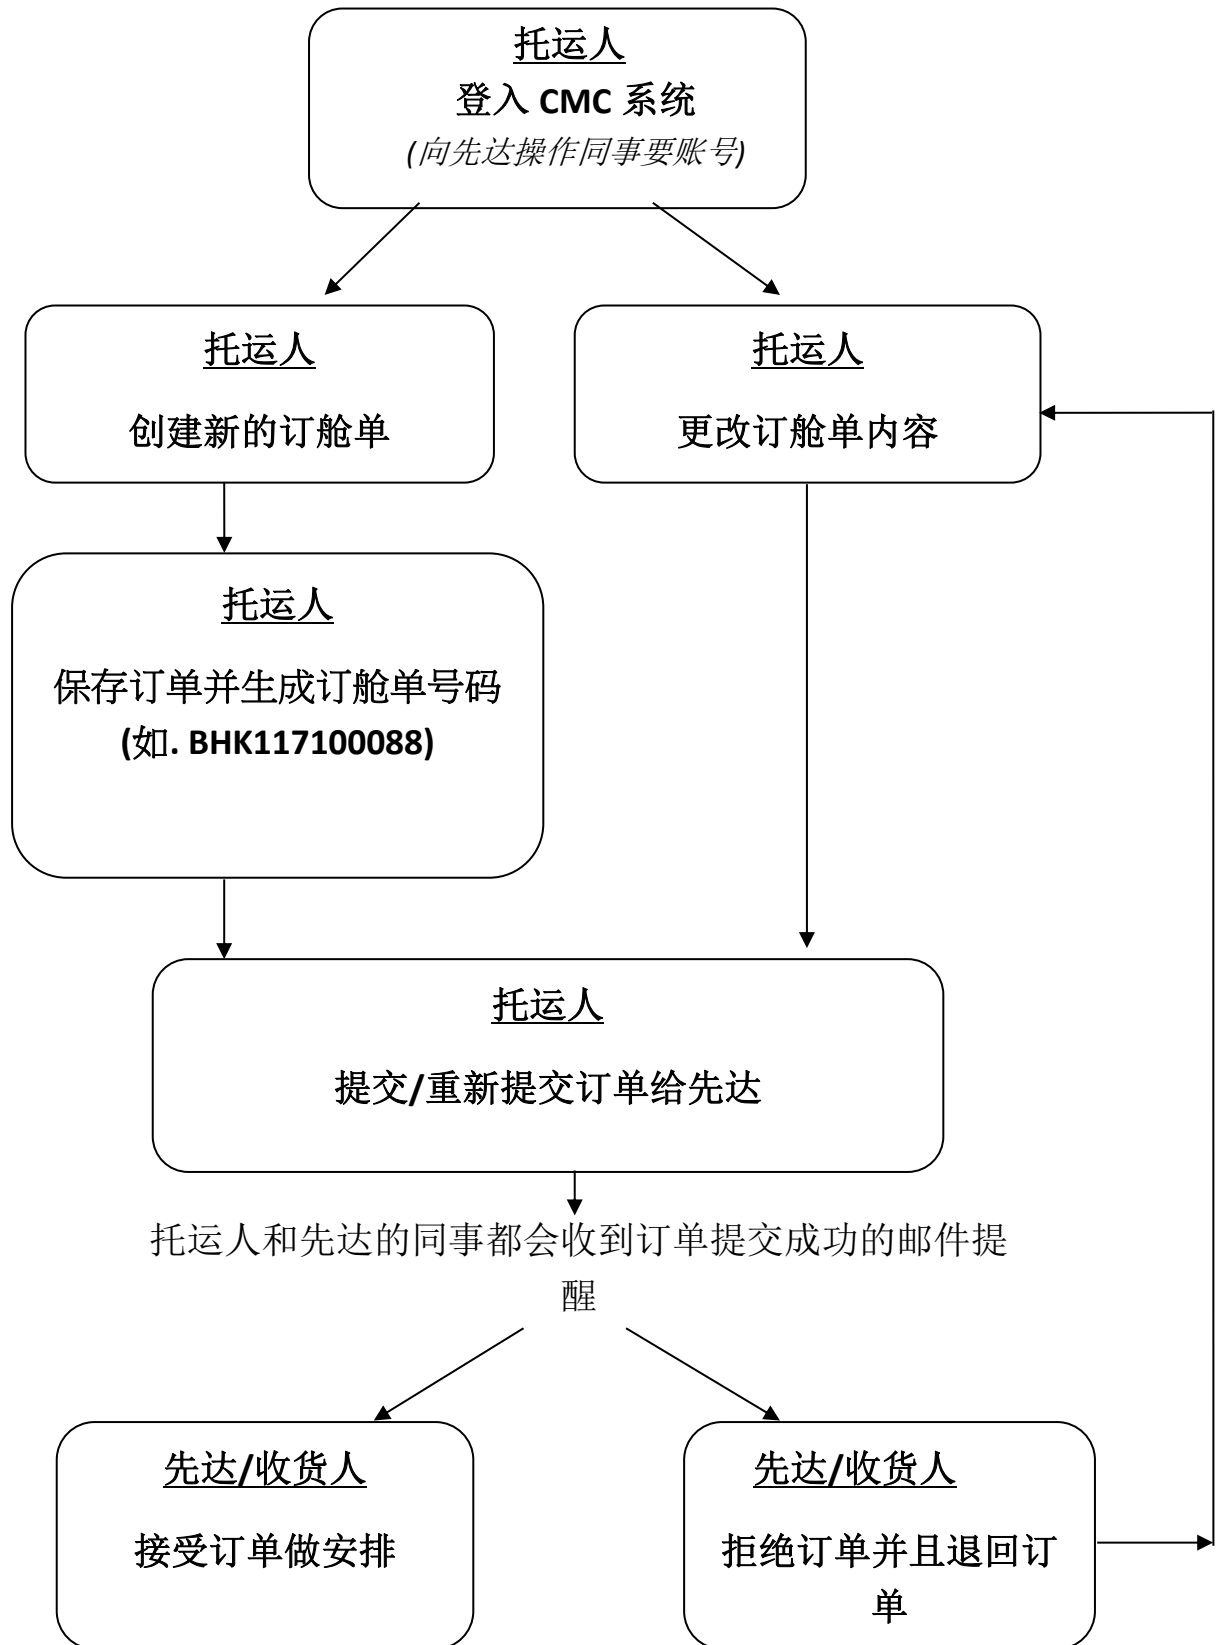 托运人
登入 CMC 系统
(向先达操作同事要账号)
托运人
创建新的订舱单
托运人
更改订舱单内容
托运人
保存订单并生成订舱单号码
(如. BHK117100088)
托运人
提交/重新提交订单给先达
托运人和先达的同事都会收到订单提交成功的邮件提
醒
先达/收货人
接受订单做安排
先达/收货人
拒绝订单并且退回订
单